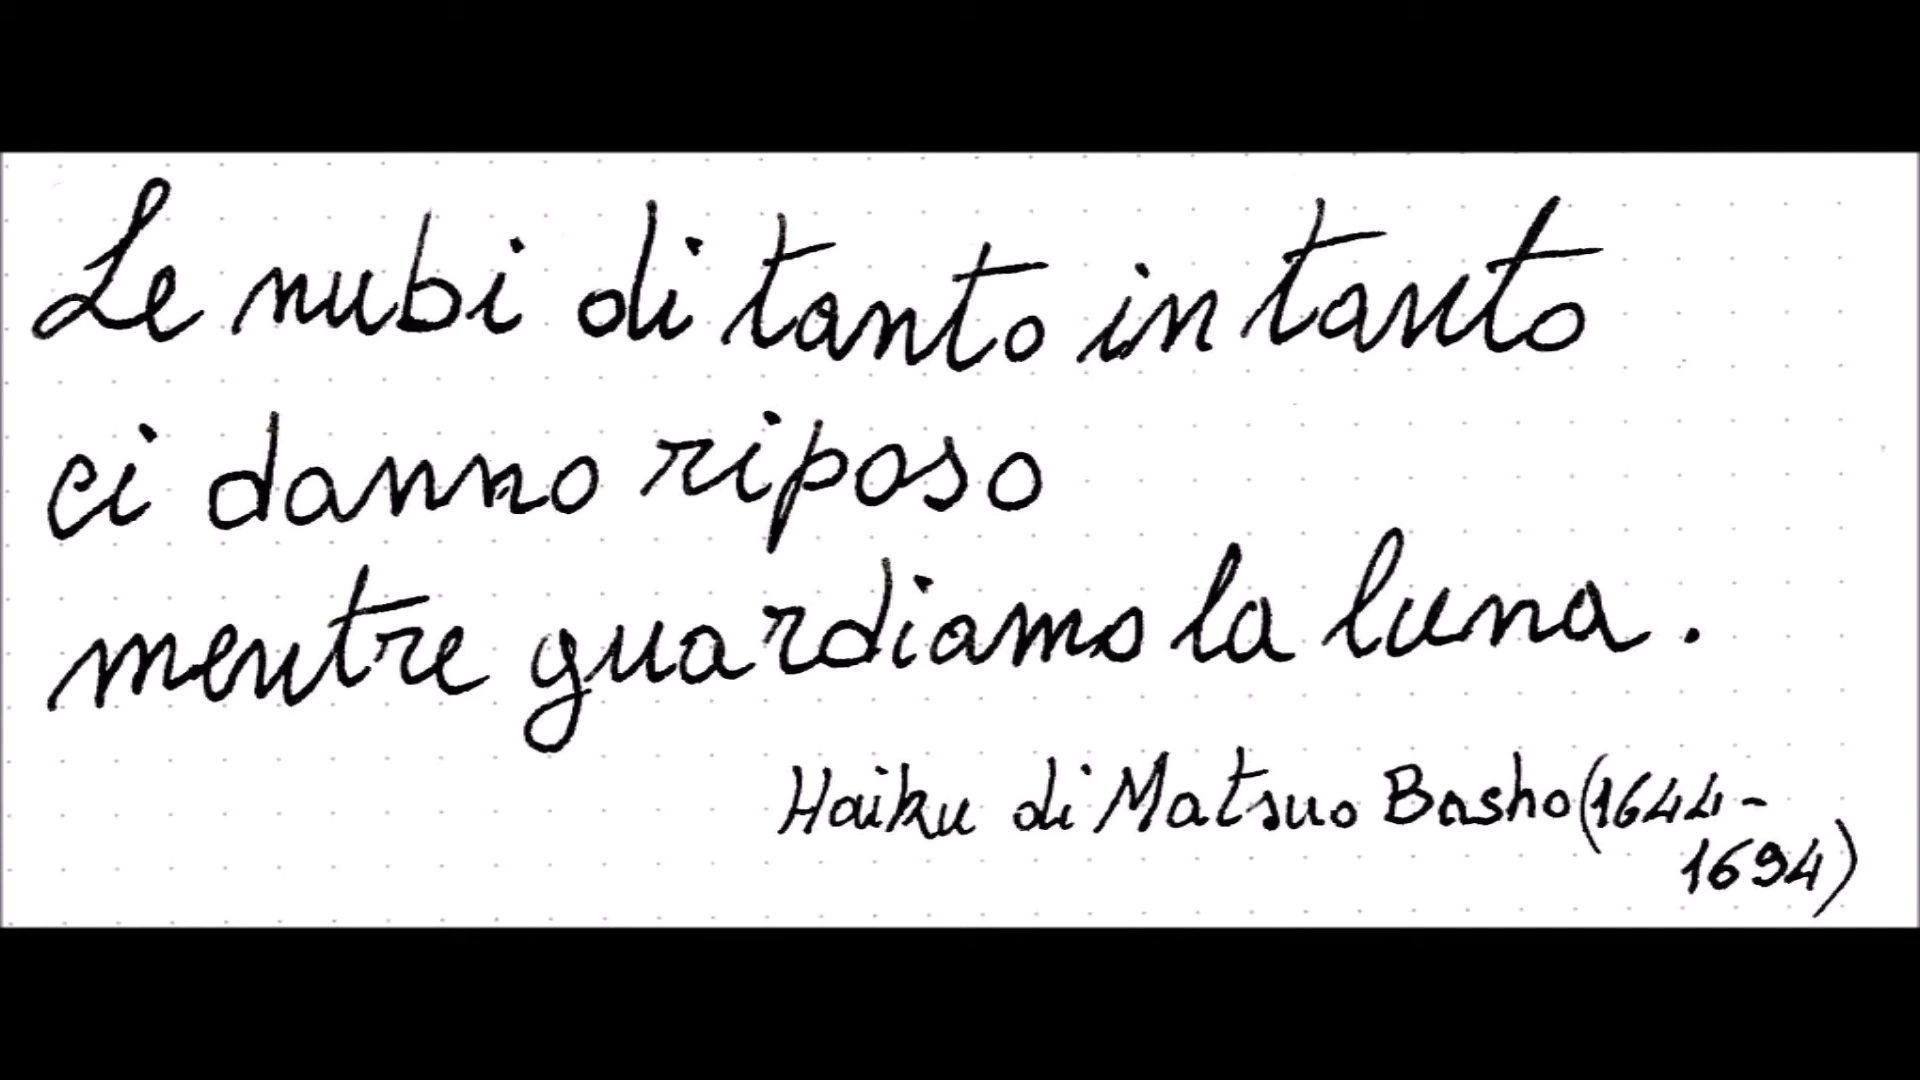 Le nubi di tanto in tanto
ci danno riposo
mentre guardiamo la luna.
Haiku di Matsuo Basho (1644-
1694)